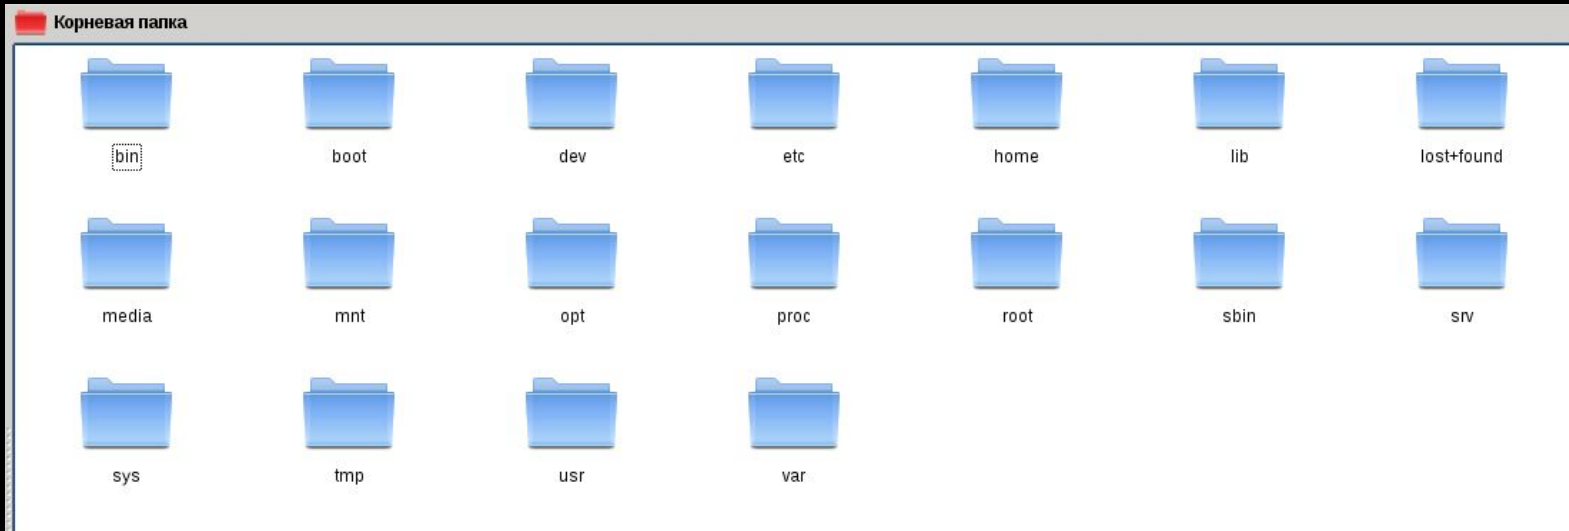 Корневая папка
bin boot dev etc home lib lost+found
media mnt opt proc root sbin srv
sys tmp usr var